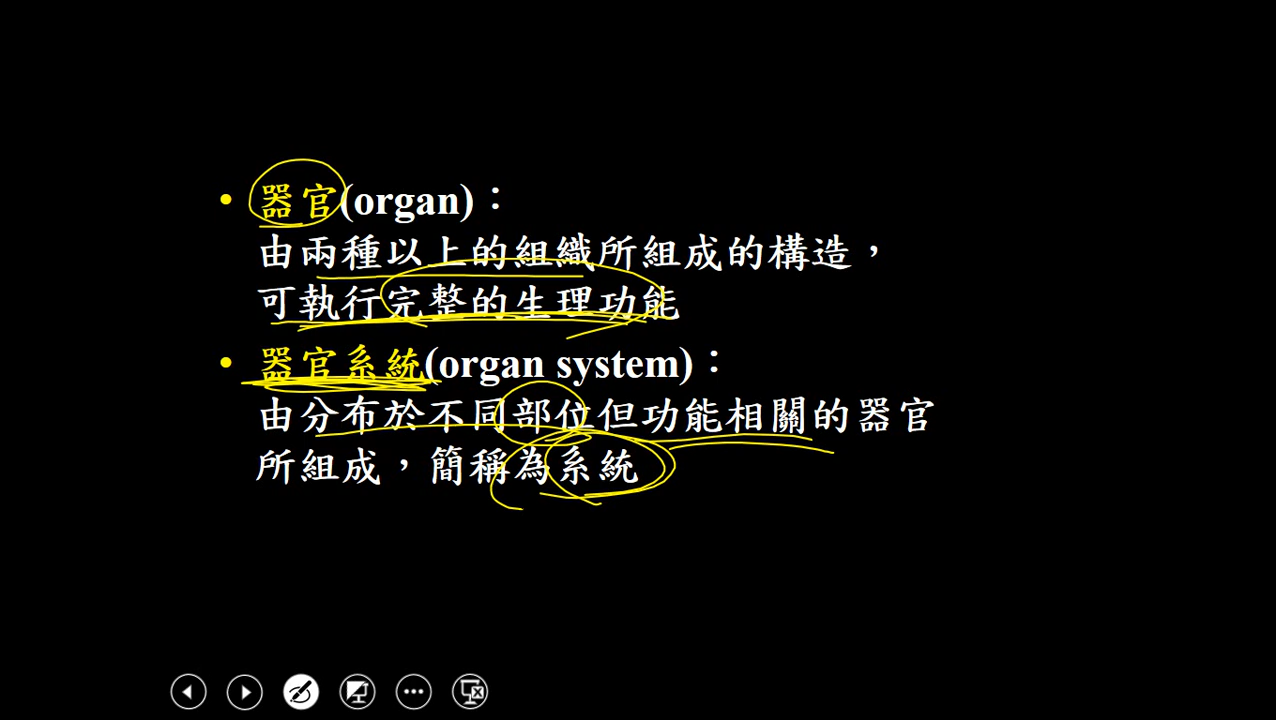 • 器官(organ)：
由兩種以上的組織所組成的構造，
可執行完整的生理功能
• 器官系統(organ system)：
由分布於不同部位但功能相關的器官
所組成，簡稱為系統